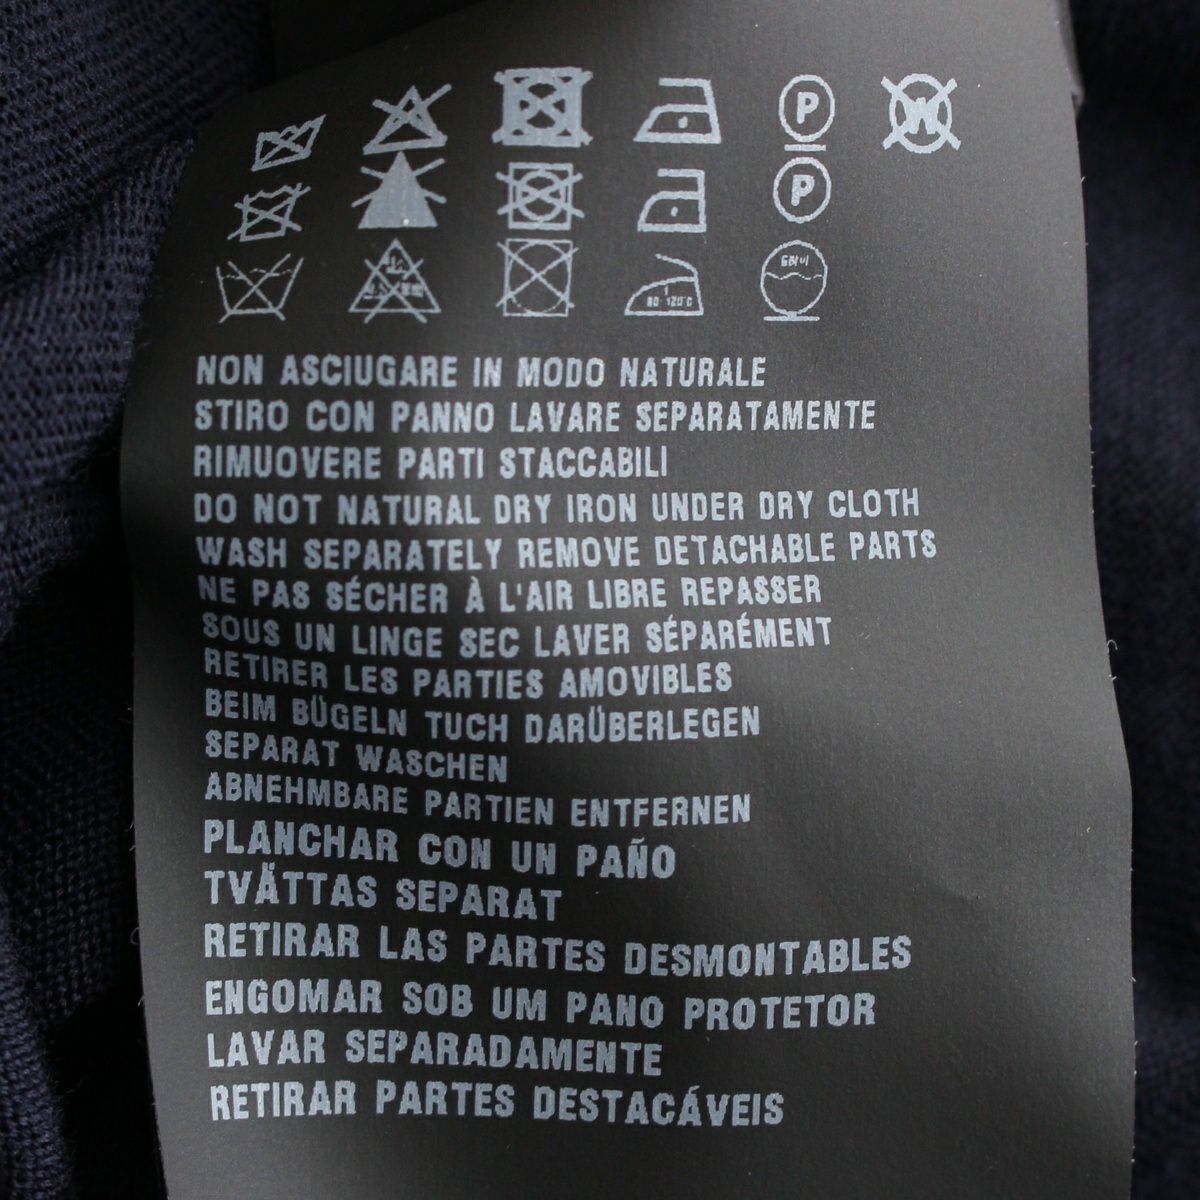 P W
P
80-120°C
NON ASCIUGARE IN MODO NATURALE
STIRO CON PANNO LAVARE SEPARATAMENTE
RIMUOVERE PARTI STACCABILI
DO NOT NATURAL DRY IRON UNDER DRY CLOTH
WASH SEPARATELY REMOVE DETACHABLE PARTS
NE PAS SÉCHER À L'AIR LIBRE REPASSER
SOUS UN LINGE SEC LAVER SÉPARÉMENT
RETIRER LES PARTIES AMOVIBLES
BEIM BÜGELN TUCH DARÜBERLEGEN
SEPARAT WASCHEN
ABNEHMBARE PARTIEN ENTFERNEN
PLANCHAR CON UN PAÑO
TVÄTTAS SEPARAT
RETIRAR LAS PARTES DESMONTABLES
ENGOMAR SOB UM PANO PROTETOR
LAVAR SEPARADAMENTE
RETIRAR PARTES DESTACÁVEIS